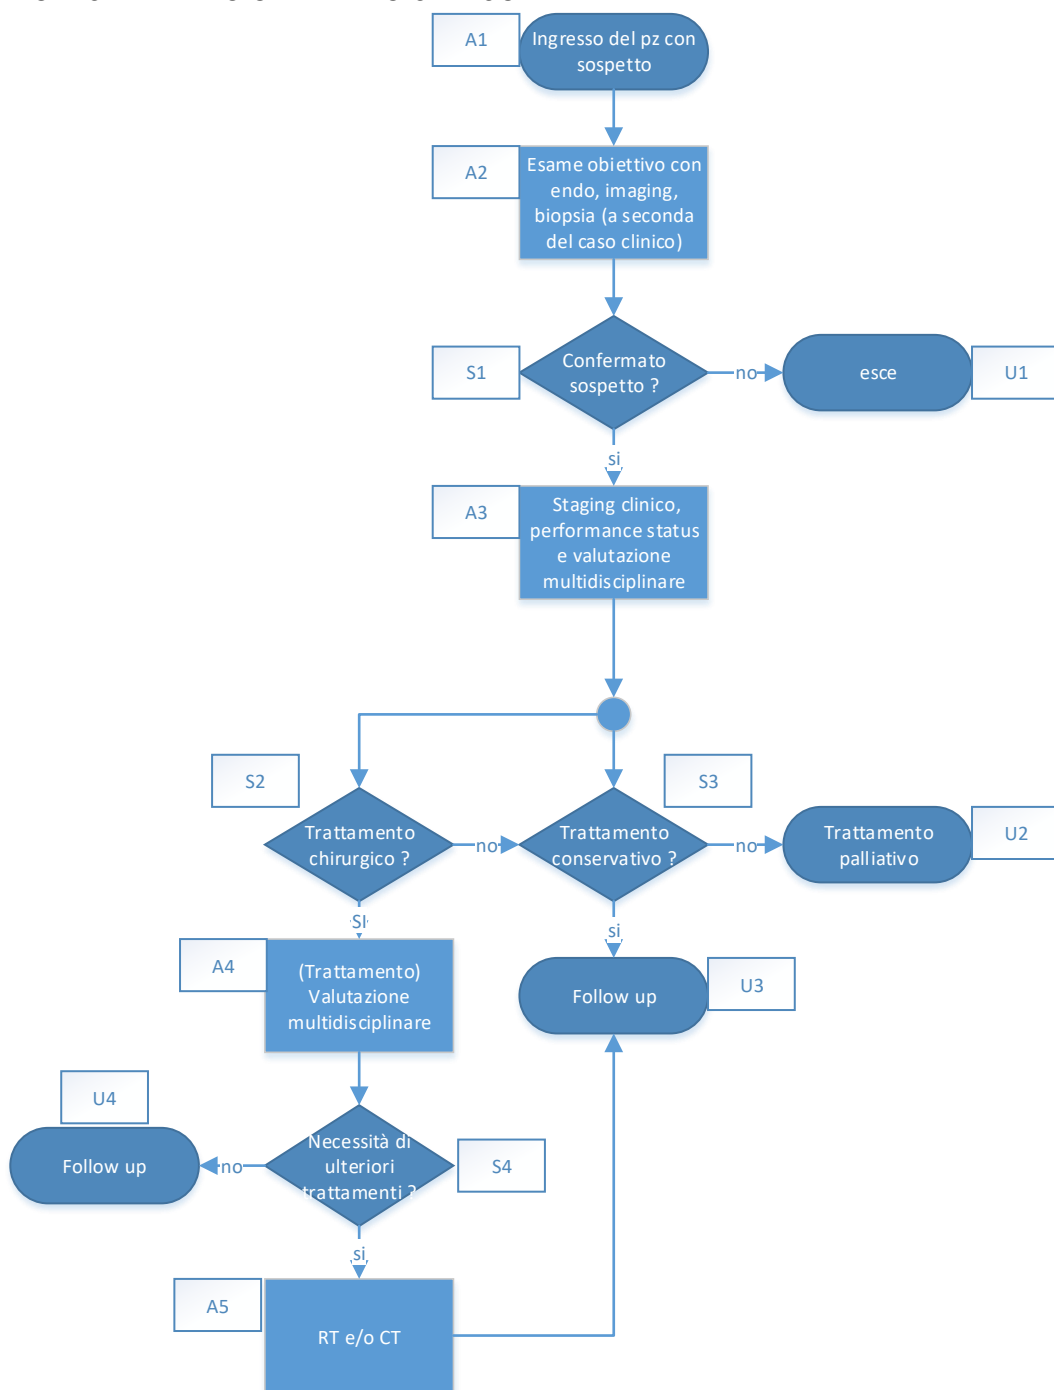 A1
Ingresso del pz con
sospetto
A2
Esame obiettivo con
endo, imaging,
biopsia (a seconda
del caso clinico)
S1
Confermato
sospetto ?
no
esce
U1
si
A3
Staging clinico,
performance status
e valutazione
multidisciplinare
S2
S3
Trattamento
chirurgico ?
no
Trattamento
conservativo ?
no
Trattamento
palliativo
U2
SI
si
A4
(Trattamento)
Valutazione
multidisciplinare
Follow up
U3
U4
Follow up
no
Necessità di
ulteriori
trattamenti ?
S4
si
A5
RT e/o CT